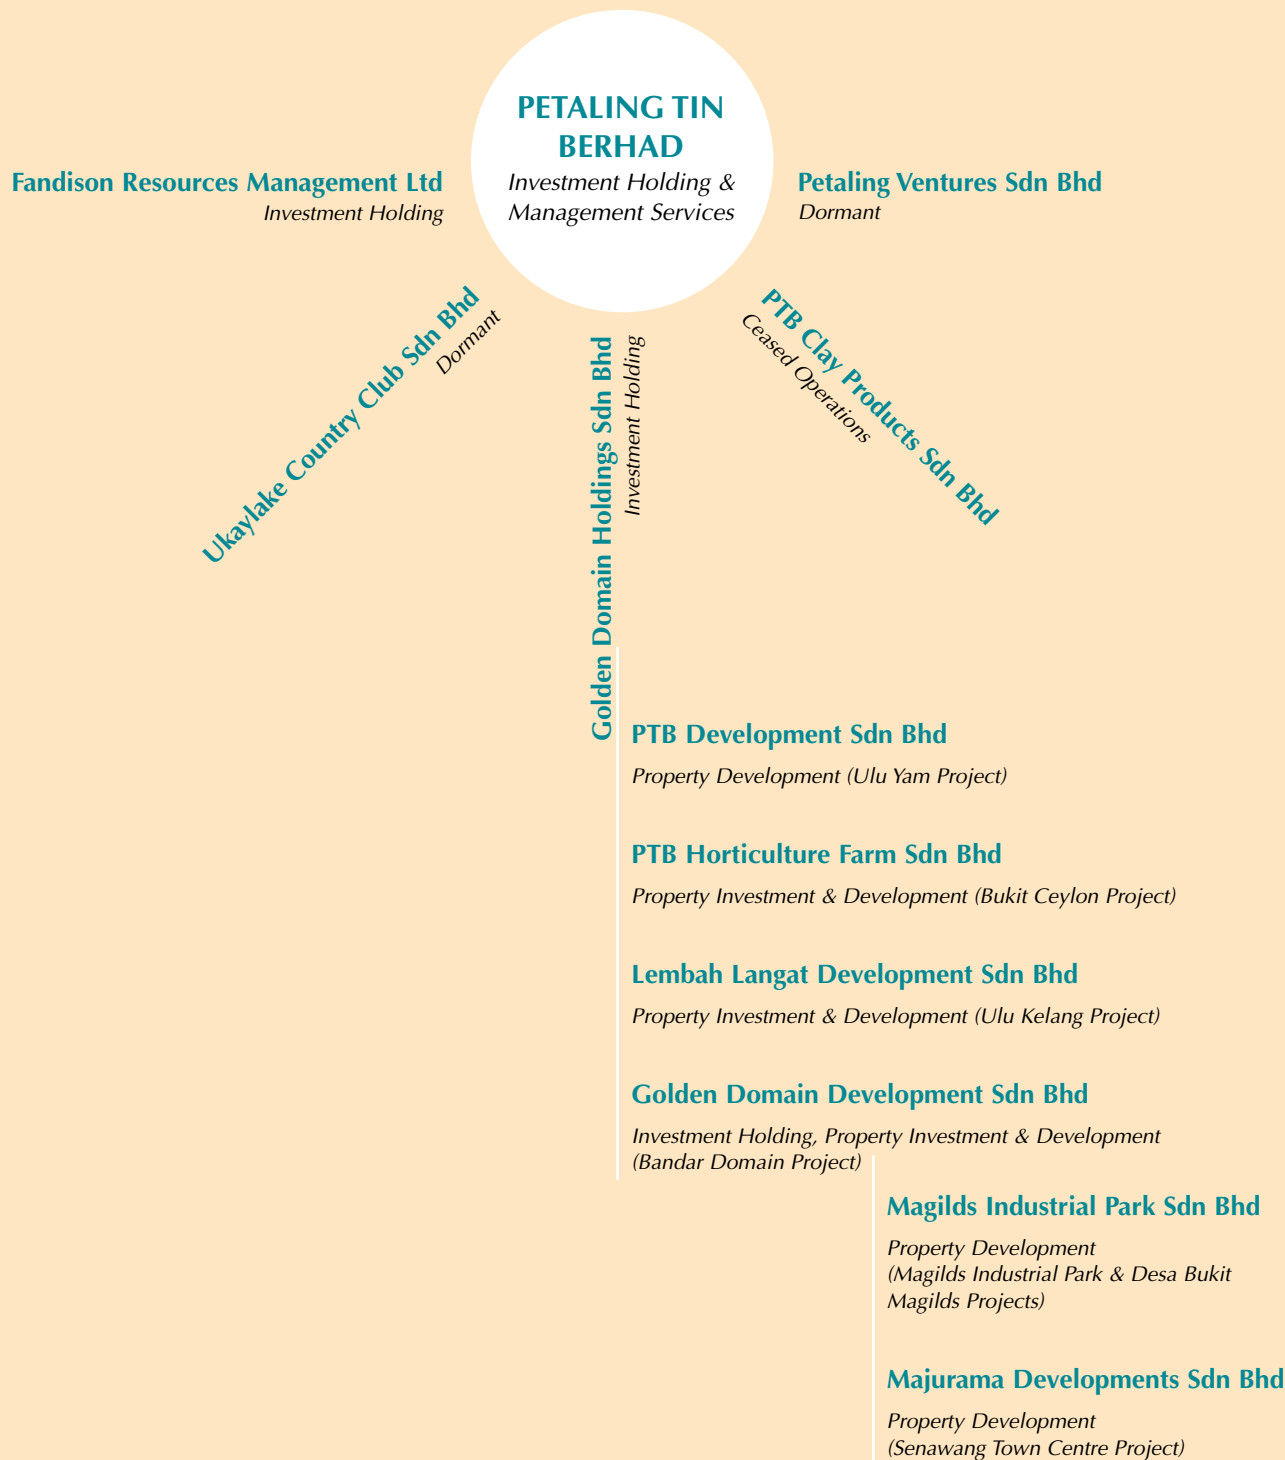 PETALING TIN
BERHAD
Investment Holding &
Management Services
Fandison Resources Management Ltd
Investment Holding
Petaling Ventures Sdn Bhd
Dormant
Ukaylake Country Club Sdn Bhd
Dormant
Golden Domain Holdings Sdn Bhd
Investment Holding
PTB Clay Products Sdn Bhd
Ceased Operations
PTB Development Sdn Bhd
Property Development (Ulu Yam Project)
PTB Horticulture Farm Sdn Bhd
Property Investment & Development (Bukit Ceylon Project)
Lembah Langat Development Sdn Bhd
Property Investment & Development (Ulu Kelang Project)
Golden Domain Development Sdn Bhd
Investment Holding, Property Investment & Development
(Bandar Domain Project)
Magilds Industrial Park Sdn Bhd
Property Development
(Magilds Industrial Park & Desa Bukit
Magilds Projects)
Majurama Developments Sdn Bhd
Property Development
(Senawang Town Centre Project)